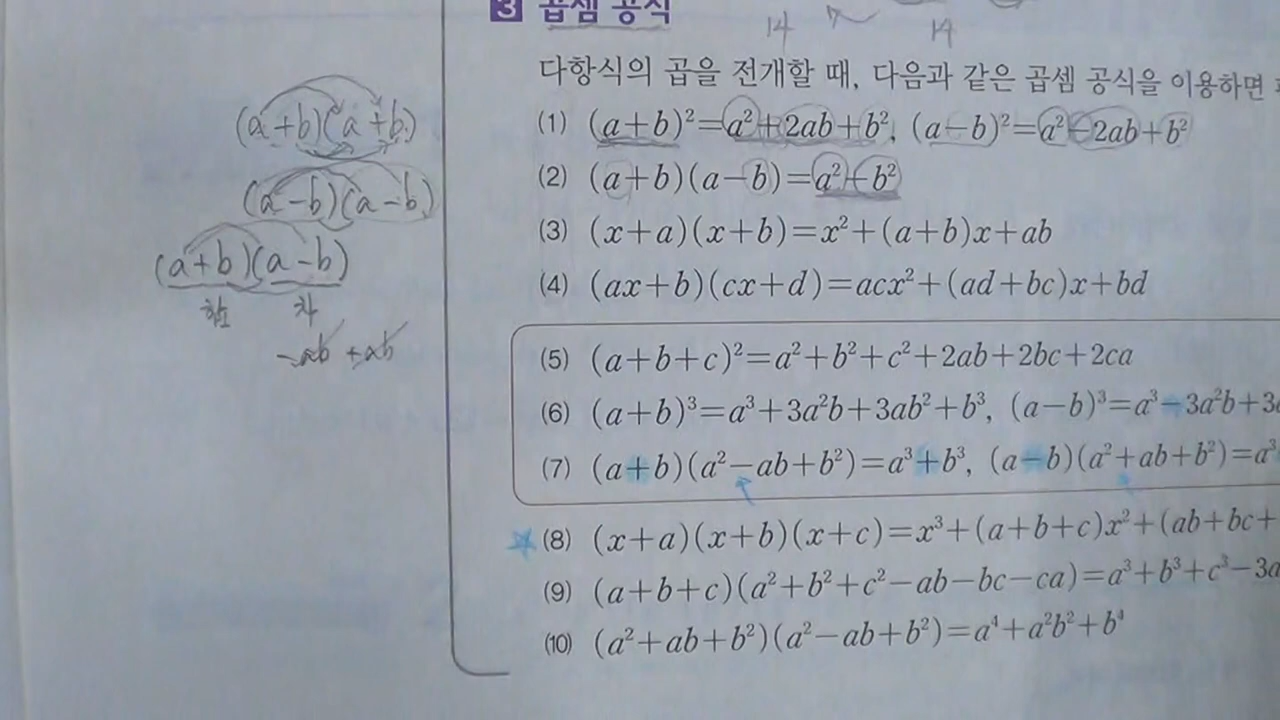 3 곱셈 공식
다항식의 곱을 전개할 때, 다음과 같은 곱셈 공식을 이용하면
(1) (a+b)²=a²+2ab+b², (a−b)²=a²−2ab+b²
(2) (a+b)(a−b)=a²−b²
(3) (x+a)(x+b)=x²+(a+b)x+ab
(4) (ax+b)(cx+d)=acx²+(ad+bc)x+bd
(5) (a+b+c)²=a²+b²+c²+2ab+2bc+2ca
(6) (a+b)³=a³+3a²b+3ab²+b³, (a−b)³=a³−3a²b+3
(7) (a+b)(a²−ab+b²)=a³+b³, (a−b)(a²+ab+b²)=a³
(8) (x+a)(x+b)(x+c)=x³+(a+b+c)x²+(ab+bc+
(9) (a+b+c)(a²+b²+c²−ab−bc−ca)=a³+b³+c³−3a
(10) (a²+ab+b²)(a²−ab+b²)=a⁴+a²b²+b⁴
(a+b)(a+b)
(a−b)(a−b)
(a+b)(a−b)
합 차
−ab +ab